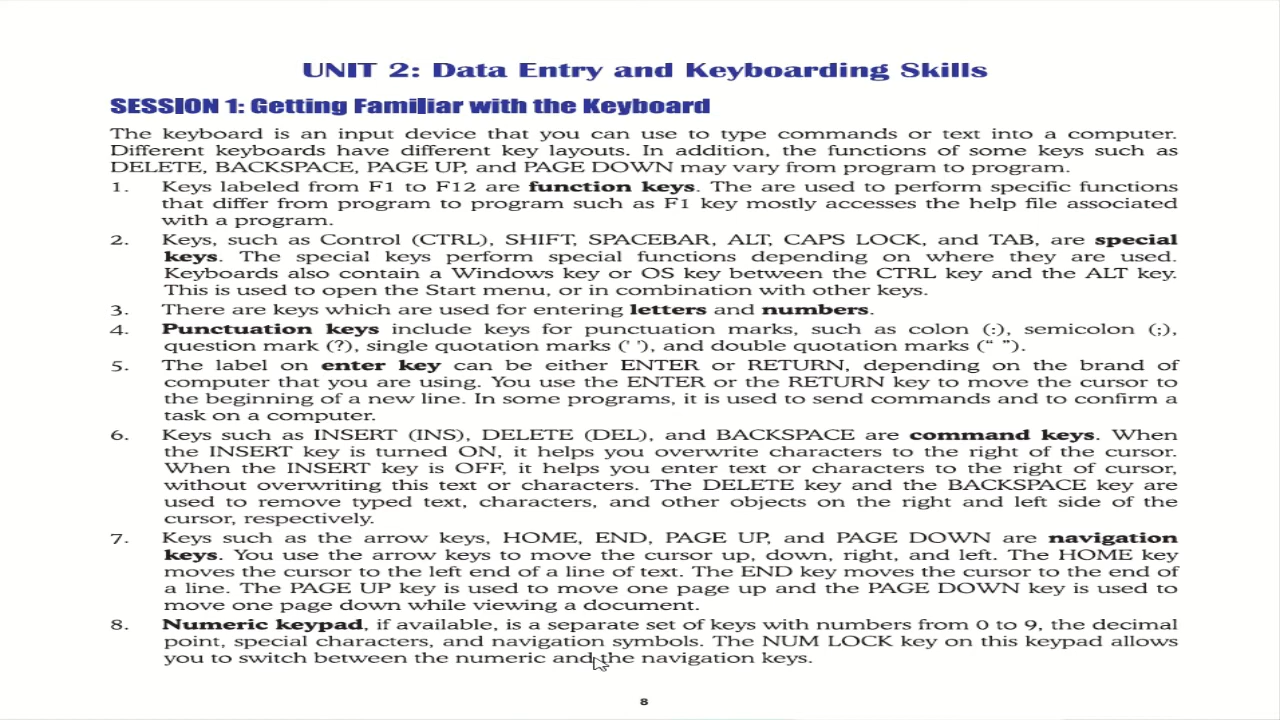 UNIT 2: Data Entry and Keyboarding Skills
SESSION 1: Getting Familiar with the Keyboard
The keyboard is an input device that you can use to type commands or text into a computer.
Different keyboards have different key layouts. In addition, the functions of some keys such as
DELETE, BACKSPACE, PAGE UP, and PAGE DOWN may vary from program to program.
1. Keys labeled from F1 to F12 are function keys. The are used to perform specific functions
that differ from program to program such as F1 key mostly accesses the help file associated
with a program.
2. Keys, such as Control (CTRL), SHIFT, SPACEBAR, ALT, CAPS LOCK, and TAB, are special
keys. The special keys perform special functions depending on where they are used.
Keyboards also contain a Windows key or OS key between the CTRL key and the ALT key.
This is used to open the Start menu, or in combination with other keys.
3. There are keys which are used for entering letters and numbers.
4. Punctuation keys include keys for punctuation marks, such as colon (:), semicolon (;),
question mark (?), single quotation marks (' '), and double quotation marks (“ ”).
5. The label on enter key can be either ENTER or RETURN, depending on the brand of
computer that you are using. You use the ENTER or the RETURN key to move the cursor to
the beginning of a new line. In some programs, it is used to send commands and to confirm a
task on a computer.
6. Keys such as INSERT (INS), DELETE (DEL), and BACKSPACE are command keys. When
the INSERT key is turned ON, it helps you overwrite characters to the right of the cursor.
When the INSERT key is OFF, it helps you enter text or characters to the right of cursor,
without overwriting this text or characters. The DELETE key and the BACKSPACE key are
used to remove typed text, characters, and other objects on the right and left side of the
cursor, respectively.
7. Keys such as the arrow keys, HOME, END, PAGE UP, and PAGE DOWN are navigation
keys. You use the arrow keys to move the cursor up, down, right, and left. The HOME key
moves the cursor to the left end of a line of text. The END key moves the cursor to the end of
a line. The PAGE UP key is used to move one page up and the PAGE DOWN key is used to
move one page down while viewing a document.
8. Numeric keypad, if available, is a separate set of keys with numbers from 0 to 9, the decimal
point, special characters, and navigation symbols. The NUM LOCK key on this keypad allows
you to switch between the numeric and the navigation keys.
8